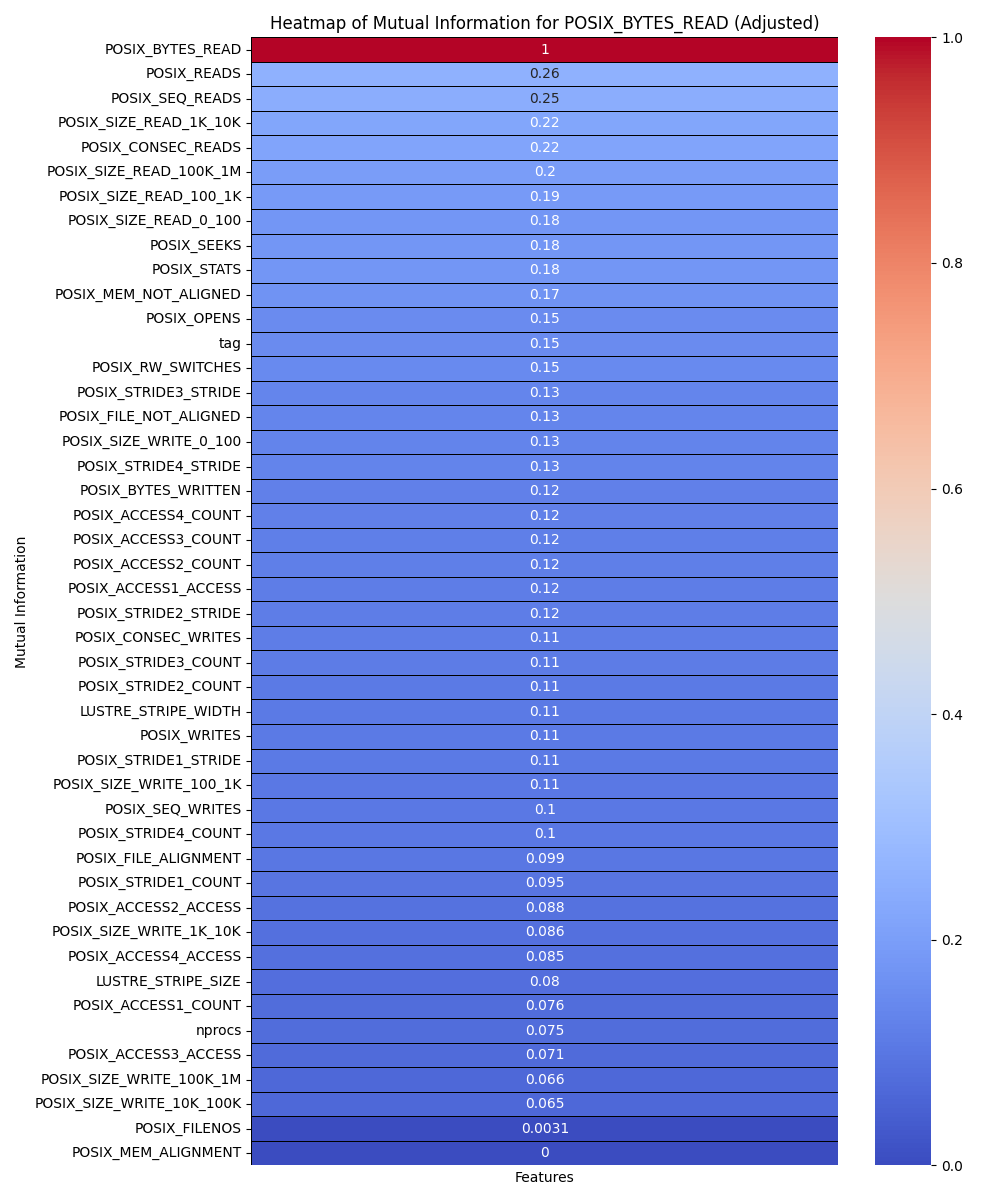 Heatmap of Mutual Information for POSIX_BYTES_READ (Adjusted)
POSIX_BYTES_READ 1
POSIX_READS 0.26
POSIX_SEQ_READS 0.25
POSIX_SIZE_READ_1K_10K 0.22
POSIX_CONSEC_READS 0.22
POSIX_SIZE_READ_100K_1M 0.2
POSIX_SIZE_READ_100_1K 0.19
POSIX_SIZE_READ_0_100 0.18
POSIX_SEEKS 0.18
POSIX_STATS 0.18
POSIX_MEM_NOT_ALIGNED 0.17
POSIX_OPENS 0.15
tag 0.15
POSIX_RW_SWITCHES 0.15
POSIX_STRIDE3_STRIDE 0.13
POSIX_FILE_NOT_ALIGNED 0.13
POSIX_SIZE_WRITE_0_100 0.13
POSIX_STRIDE4_STRIDE 0.13
POSIX_BYTES_WRITTEN 0.12
POSIX_ACCESS4_COUNT 0.12
POSIX_ACCESS3_COUNT 0.12
POSIX_ACCESS2_COUNT 0.12
POSIX_ACCESS1_ACCESS 0.12
POSIX_STRIDE2_STRIDE 0.12
POSIX_CONSEC_WRITES 0.11
POSIX_STRIDE3_COUNT 0.11
POSIX_STRIDE2_COUNT 0.11
LUSTRE_STRIPE_WIDTH 0.11
POSIX_WRITES 0.11
POSIX_STRIDE1_STRIDE 0.11
POSIX_SIZE_WRITE_100_1K 0.11
POSIX_SEQ_WRITES 0.1
POSIX_STRIDE4_COUNT 0.1
POSIX_FILE_ALIGNMENT 0.099
POSIX_STRIDE1_COUNT 0.095
POSIX_ACCESS2_ACCESS 0.088
POSIX_SIZE_WRITE_1K_10K 0.086
POSIX_ACCESS4_ACCESS 0.085
LUSTRE_STRIPE_SIZE 0.08
POSIX_ACCESS1_COUNT 0.076
nprocs 0.075
POSIX_ACCESS3_ACCESS 0.071
POSIX_SIZE_WRITE_100K_1M 0.066
POSIX_SIZE_WRITE_10K_100K 0.065
POSIX_FILENOS 0.0031
POSIX_MEM_ALIGNMENT 0
Mutual Information
Features
1.0
0.8
0.6
0.4
0.2
0.0